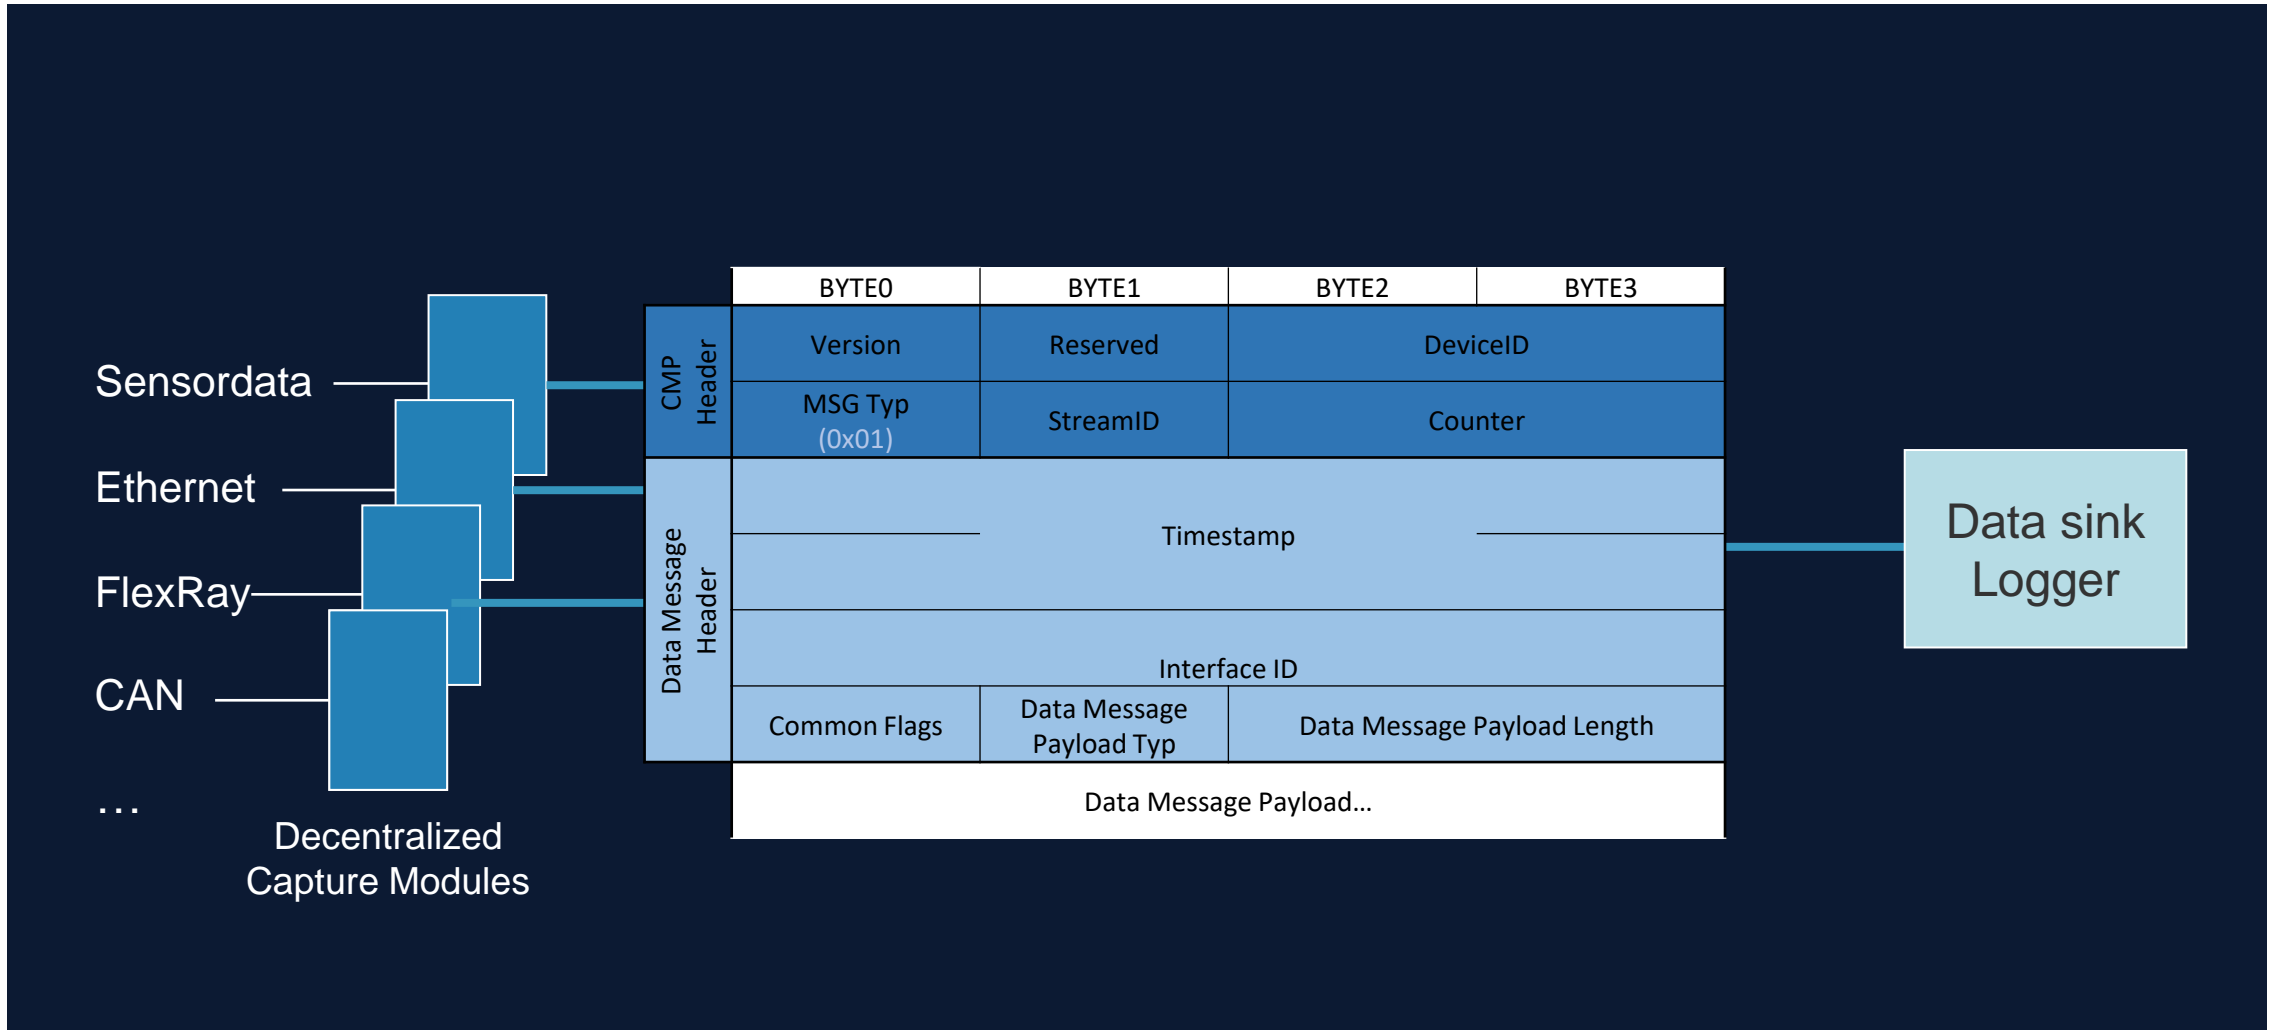 Sensordata
Ethernet
FlexRay
CAN
...
Decentralized
Capture Modules
BYTE0 BYTE1 BYTE2 BYTE3
CMP
Header
Version Reserved DeviceID
MSG Typ
(0x01)
StreamID Counter
Data Message
Header
Timestamp
Interface ID
Common Flags
Data Message
Payload Typ
Data Message Payload Length
Data Message Payload...
Data sink
Logger